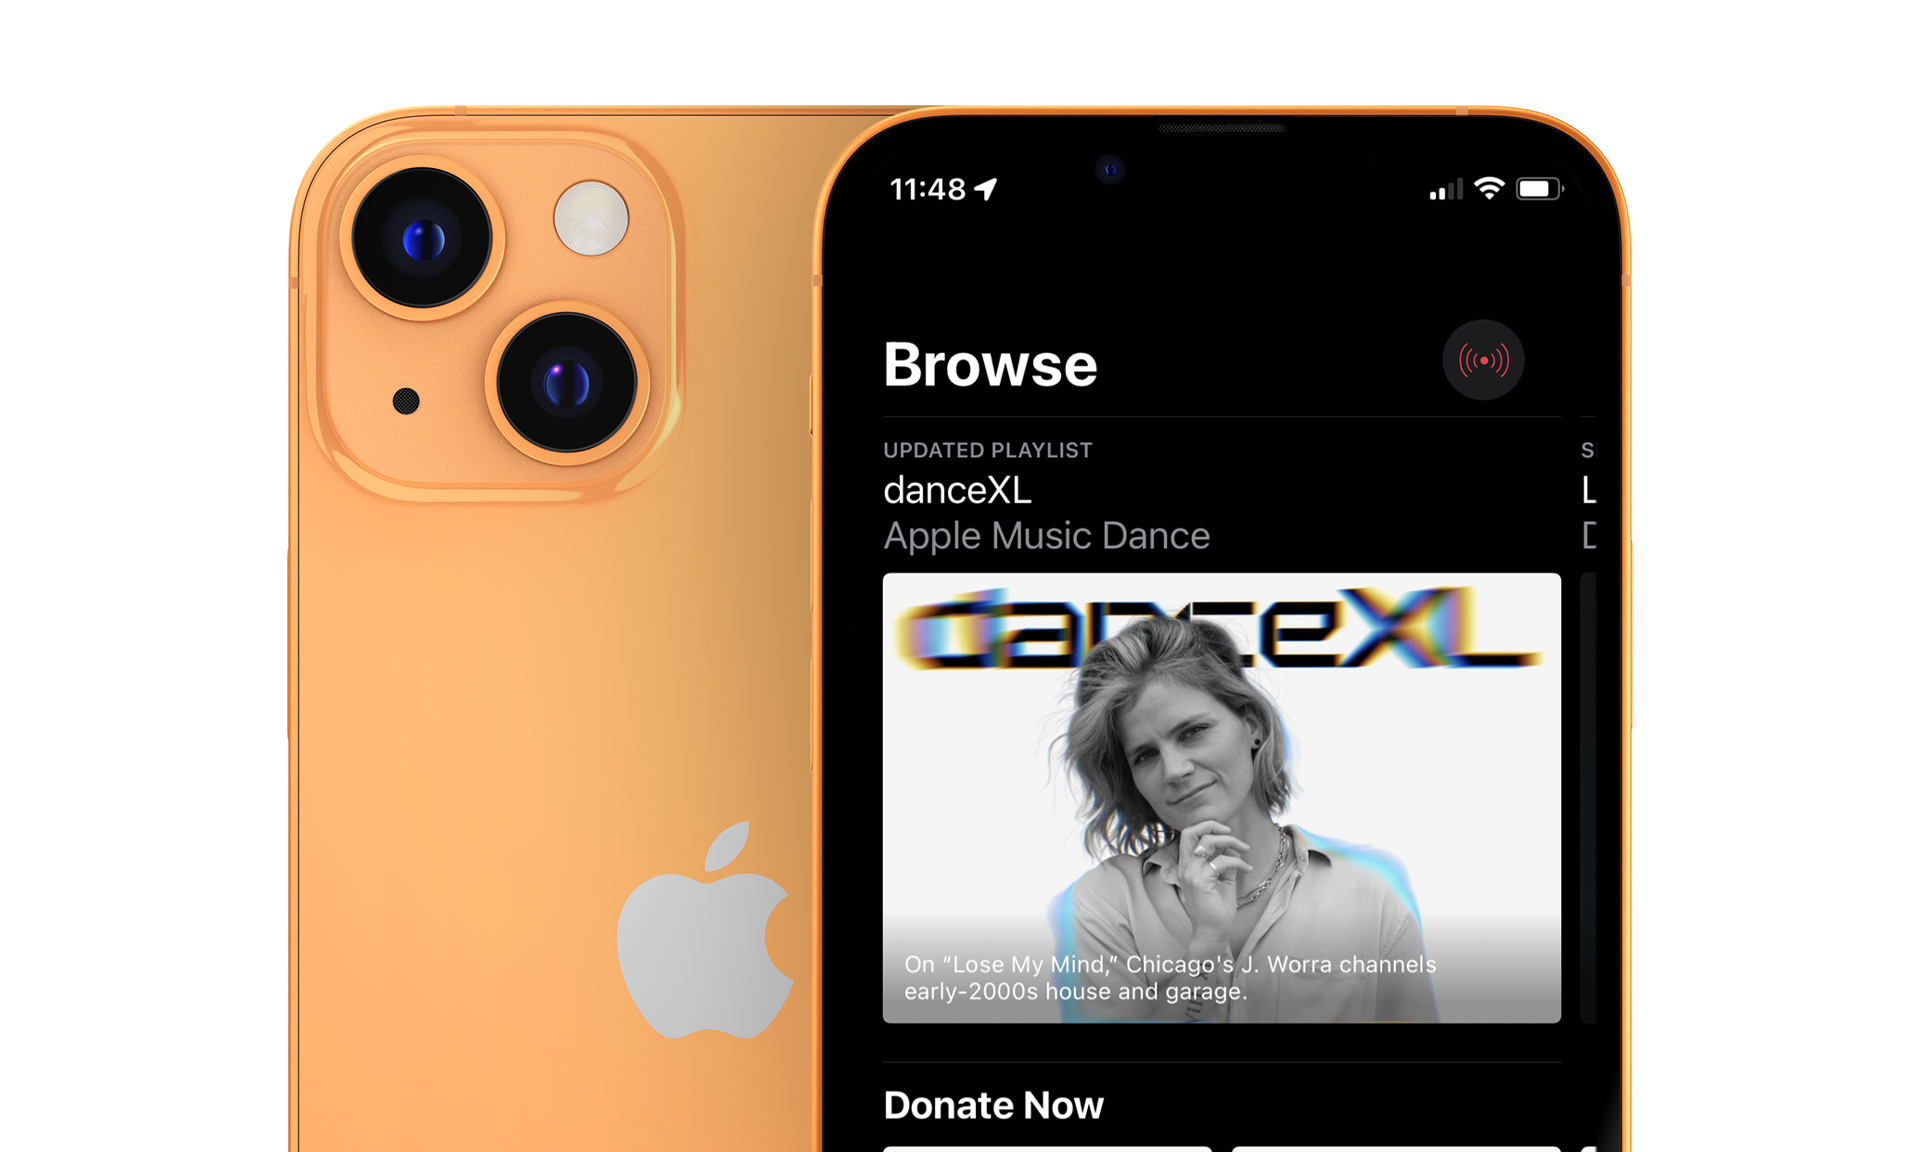 11:48
Browse
UPDATED PLAYLIST
danceXL
Apple Music Dance
S
L
D
danceXL
On “Lose My Mind,” Chicago's J. Worra channels
early-2000s house and garage.
VII
Donate Now